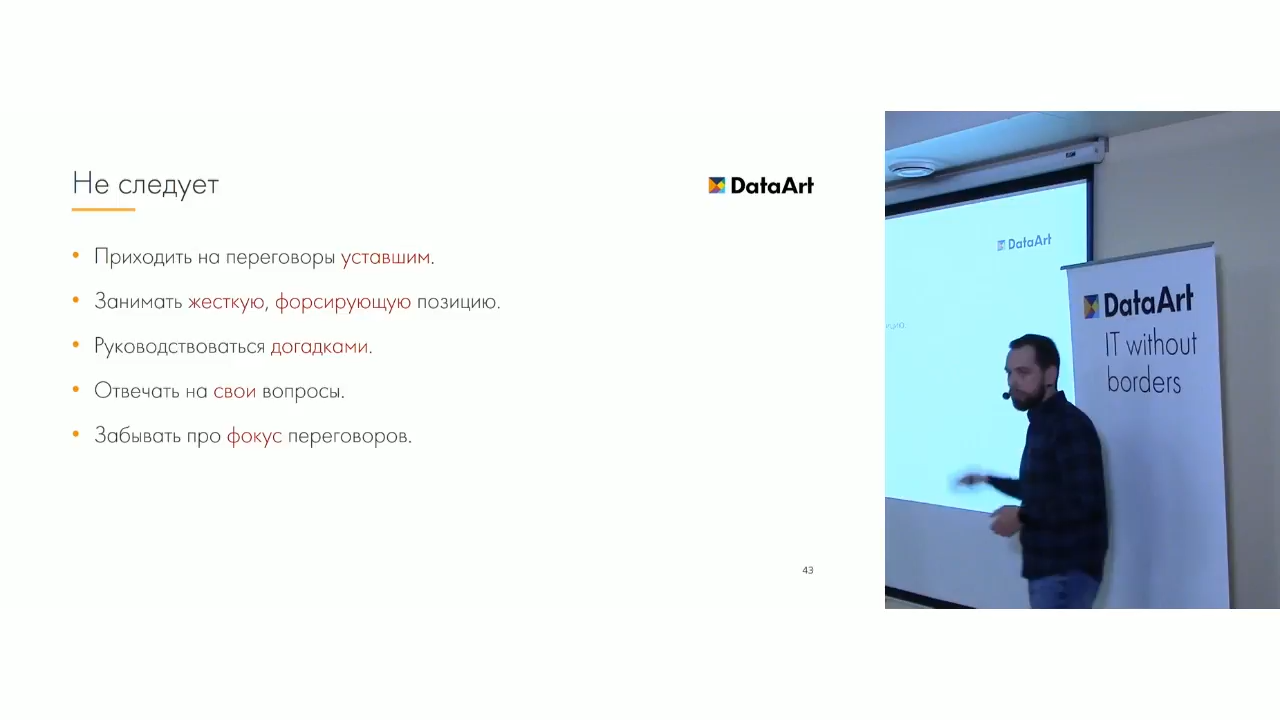 Не следует
DataArt
• Приходить на переговоры уставшим.
• Занимать жесткую, форсирующую позицию.
• Руководствоваться догадками.
• Отвечать на свои вопросы.
• Забывать про фокус переговоров.
43
DataArt
DataArt
IT without
borders